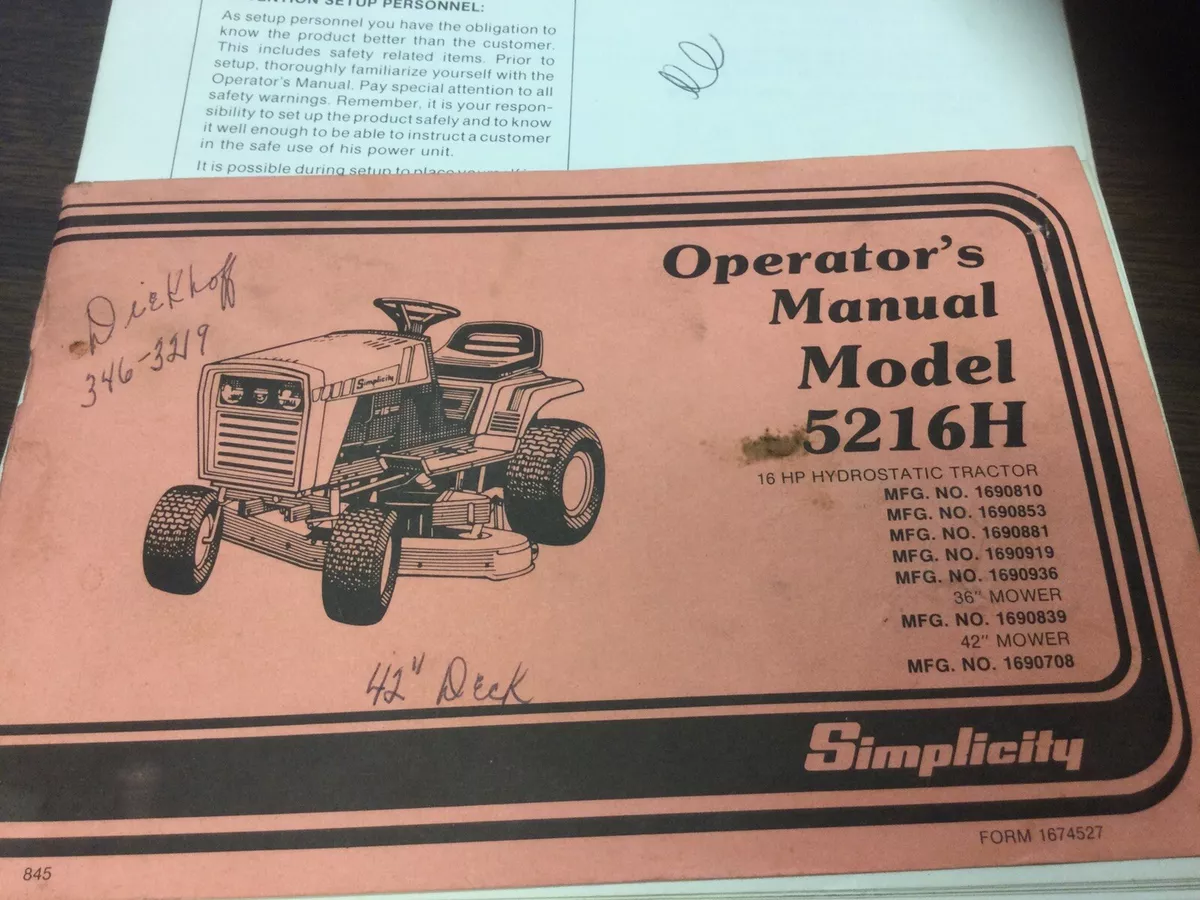 SETUP PERSONNEL:
As setup personnel you have the obligation to
know the product better than the customer.
This includes safety related items. Prior to
setup, thoroughly familiarize yourself with the
Operator's Manual. Pay special attention to all
safety warnings. Remember, it is your respon-
sibility to set up the product safely and to know
it well enough to be able to instruct a customer
in the safe use of his power unit.
It is possible during setup to place
Operator's
Manual
Model
5216H
16 HP HYDROSTATIC TRACTOR
MFG. NO. 1690810
MFG. NO. 1690853
MFG. NO. 1690881
MFG. NO. 1690919
MFG. NO. 1690936
36" MOWER
MFG. NO. 1690839
42" MOWER
MFG. NO. 1690708
Dickhoff
346-3219
Simplicity
42" Deck
Simplicity
FORM 1674527
845